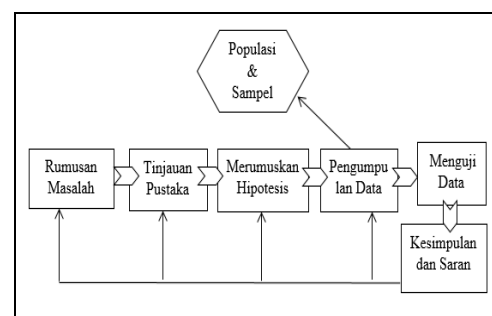 Populasi
&
Sampel
Rumusan
Masalah
Tinjauan
Pustaka
Merumuskan
Hipotesis
Pengumpu
lan Data
Menguji
Data
Kesimpulan
dan Saran